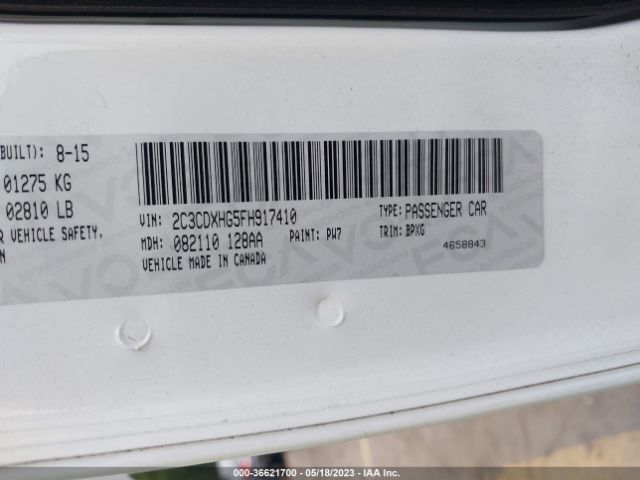 BUILT): 8-15
01275 KG
02810 LB
R VEHICLE SAFETY,
N
VIN: 2C3CDXHG5FH917410
TYPE: PASSENGER CAR
MDH: 082110 128AA
PAINT: PW7
TRIM: BPXG
VEHICLE MADE IN CANADA
4658843
000-36621700 - 05/18/2023 - IAA Inc.